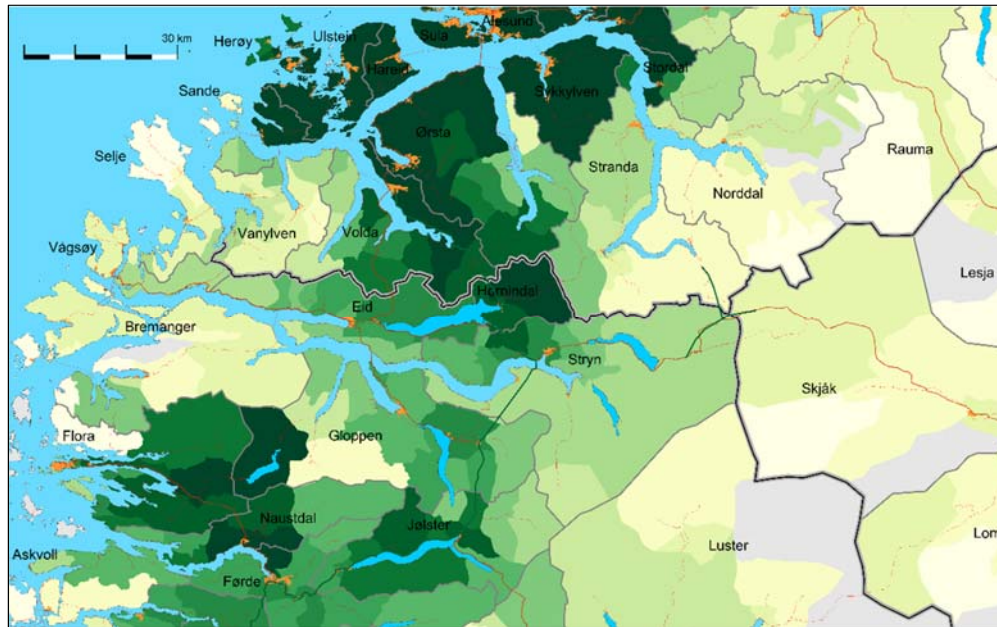 Ålesund
Ulstein
Sula
Herøy
30 km
Hareid
Stordal
Sande
Sykkylven
Ørsta
Selje
Rauma
Stranda
Norddal
Vanylven
Volda
Vågsøy
Lesja
Hornindal
Eid
Bremanger
Stryn
Skjåk
Flora
Gloppen
Naustdal
Jølster
Luster
Askvoll
Lom
Førde